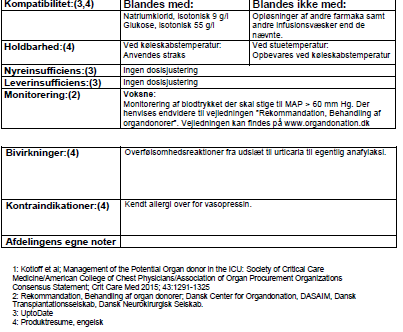 Kompatibilitet:(3,4)
Blandes med:
Blandes ikke med:
Natriumklorid, isotonisk 9 g/l
Glukose, isotonisk 55 g/l
Opløsninger af andre farmaka samt
andre infusionsvæsker end de
nævnte.
Holdbarhed:(4)
Ved køleskabstemperatur:
Anvendes straks
Ved stuetemperatur:
Opbevares ved køleskabstemperatur
Nyreinsufficiens:(3)
Ingen dosisjustering
Leverinsufficiens:(3)
Ingen dosisjustering
Monitorering:(2)
Voksne:
Monitorering af blodtrykket der skal stige til MAP > 60 mm Hg. Der
henvises endvidere til vejledningen "Rekommandation, Behandling af
organdonorer". Vejledningen kan findes på www.organdonation.dk
Bivirkninger:(4)
Overfølsomhedsreaktioner fra udslæt til urticaria til egentlig anafylaksi.
Kontraindikationer:(4)
Kendt allergi over for vasopressin.
Afdelingens egne noter
1: Kotloff et al; Management of the Potential Organ donor in the ICU: Society of Critical Care
Medicine/American College of Chest Physicians/Association of Organ Procurement Organizations
Consensus Statement; Crit Care Med 2015; 43:1291-1325
2: Rekommandation, Behandling af organ donorer; Dansk Center for Organdonation, DASAIM, Dansk
Transplantationsselskab, Dansk Neurokirurgisk Selskab.
3: UptoDate
4: Produktresume, engelsk